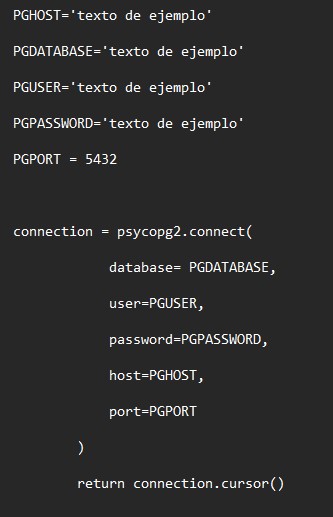 PGHOST='texto de ejemplo'
PGDATABASE='texto de ejemplo'
PGUSER='texto de ejemplo'
PGPASSWORD='texto de ejemplo'
PGPORT = 5432
connection = psycopg2.connect(
            database= PGDATABASE,
            user=PGUSER,
            password=PGPASSWORD,
            host=PGHOST,
            port=PGPORT
        )
        return connection.cursor()